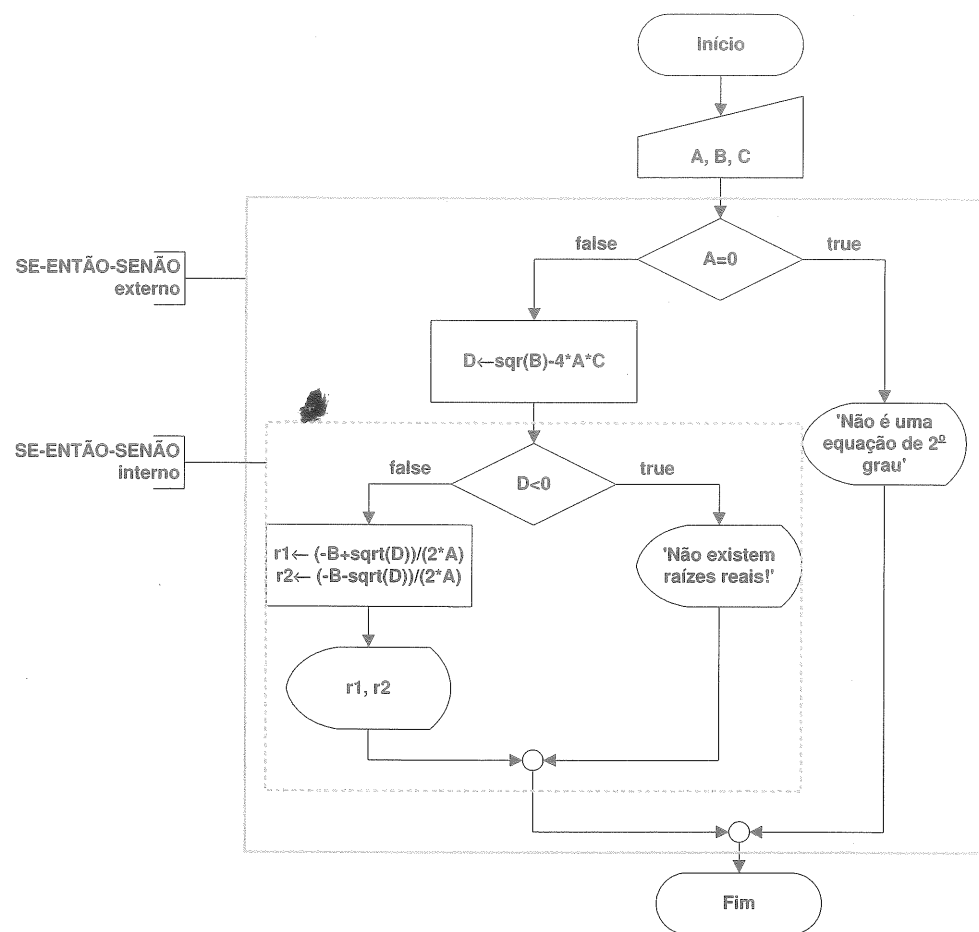 Início
A, B, C
false
true
A=0
SE-ENTÃO-SENÃO
externo
D←sqr(B)-4*A*C
'Não é uma
equação de 2º
grau'
SE-ENTÃO-SENÃO
interno
false
true
D<0
r1← (-B+sqrt(D))/(2*A)
r2← (-B-sqrt(D))/(2*A)
'Não existem
raízes reais!'
r1, r2
Fim